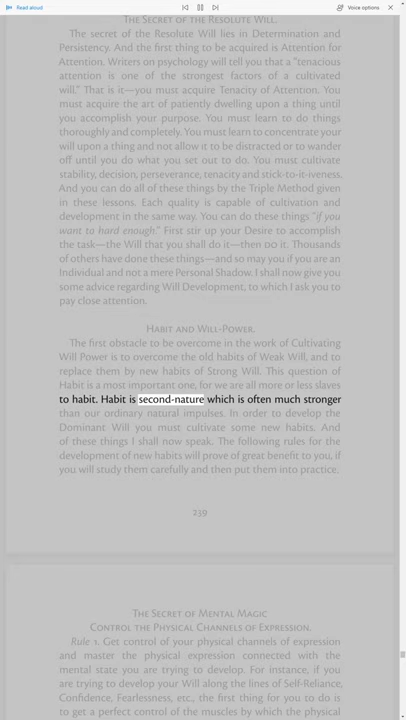 Read aloud
Voice options
The Secret of the Resolute Will.
The secret of the Resolute Will lies in Determination and
Persistency. And the first thing to be acquired is Attention for
Attention. Writers on psychology will tell you that a “tenacious
attention is one of the strongest factors of a cultivated
will.” That is it—you must acquire Tenacity of Attention. You
must acquire the art of patiently dwelling upon a thing until
you accomplish your purpose. You must learn to do things
thoroughly and completely. You must learn to concentrate your
will upon a thing and not allow it to be distracted or to wander
off until you do what you set out to do. You must cultivate
stability, decision, perseverance, tenacity and stick-to-it-iveness.
And you can do all of these things by the Triple Method given
in these lessons. Each quality is capable of cultivation and
development in the same way. You can do these things “if you
want to hard enough.” First stir up your Desire to accomplish
the task—the Will that you shall do it—then DO it. Thousands
of others have done these things—and so may you if you are an
Individual and not a mere Personal Shadow. I shall now give you
some advice regarding Will Development, to which I ask you to
pay close attention.
Habit and Will-Power.
The first obstacle to be overcome in the work of Cultivating
Will Power is to overcome the old habits of Weak Will, and to
replace them by new habits of Strong Will. This question of
Habit is a most important one, for we are all more or less slaves
to habit. Habit is second-nature which is often much stronger
than our ordinary natural impulses. In order to develop the
Dominant Will you must cultivate some new habits. And
of these things I shall now speak. The following rules for the
development of new habits will prove of great benefit to you, if
you will study them carefully and then put them into practice.
239
The Secret of Mental Magic
Control the Physical Channels of Expression.
Rule 1. Get control of your physical channels of expression
and master the physical expression connected with the
mental state you are trying to develop. For instance, if you
are trying to develop your Will along the lines of Self-Reliance,
Confidence, Fearlessness, etc., the first thing for you to do is
to get a perfect control of the muscles by which the physical